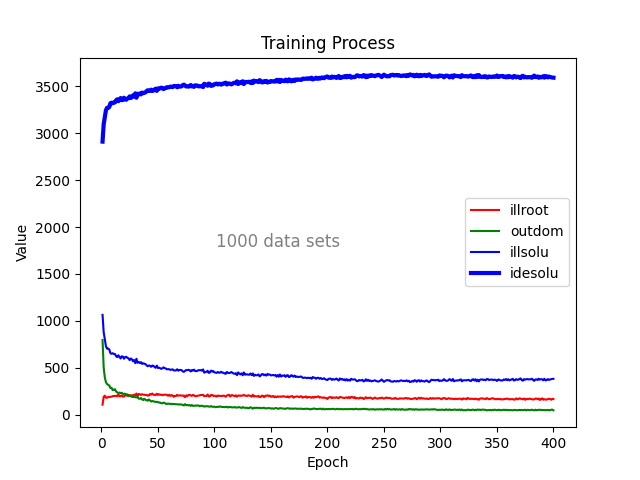 Training Process
Value
3500
3000
2500
2000
1500
1000
500
0
1000 data sets
illroot
outdom
illsolu
idesolu
0 50 100 150 200 250 300 350 400
Epoch